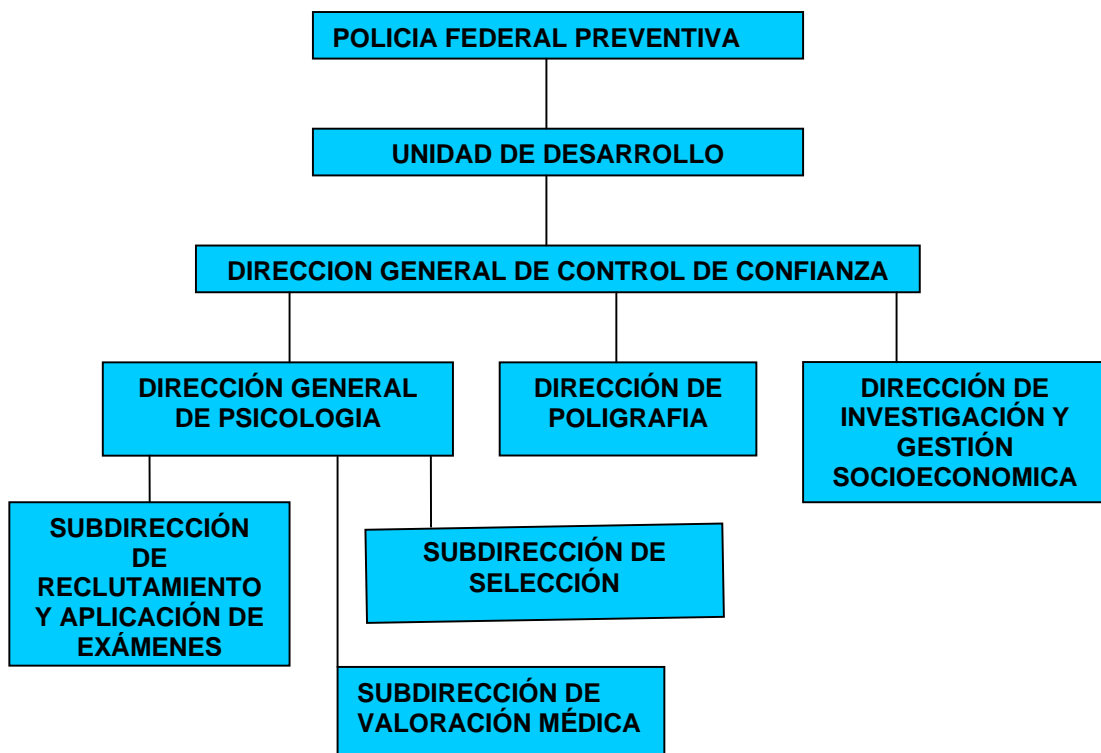 POLICIA FEDERAL PREVENTIVA
UNIDAD DE DESARROLLO
DIRECCION GENERAL DE CONTROL DE CONFIANZA
DIRECCIÓN GENERAL
DE PSICOLOGIA
DIRECCIÓN DE
POLIGRAFIA
DIRECCIÓN DE
INVESTIGACIÓN Y
GESTIÓN
SOCIOECONOMICA
SUBDIRECCIÓN
DE
RECLUTAMIENTO
Y APLICACIÓN DE
EXÁMENES
SUBDIRECCIÓN DE
SELECCIÓN
SUBDIRECCIÓN DE
VALORACIÓN MÉDICA